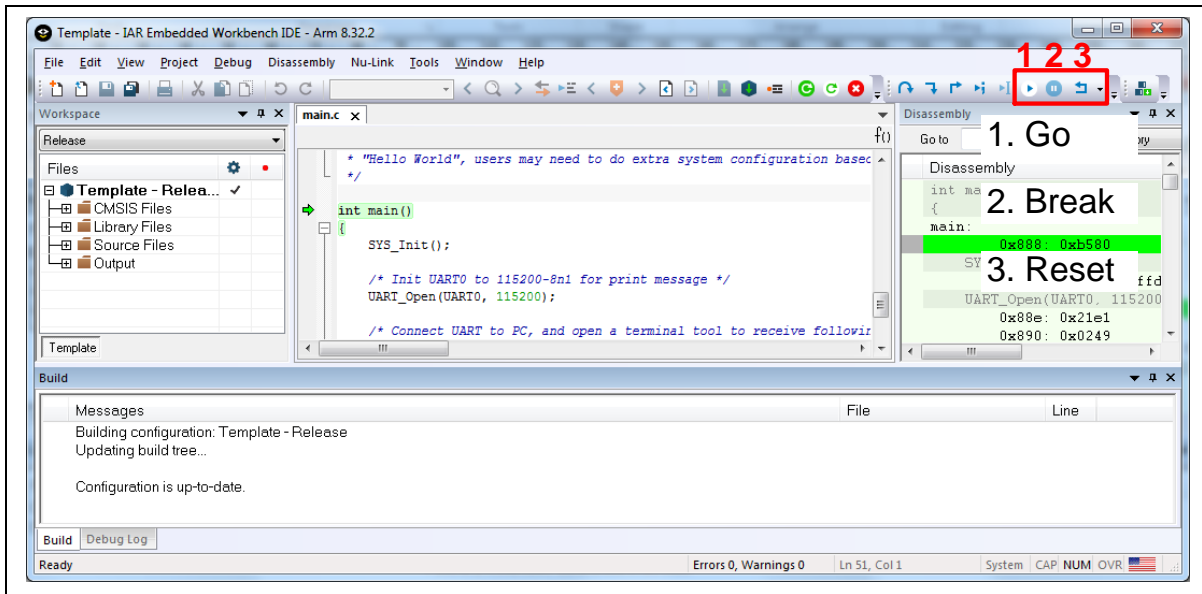 Template - IAR Embedded Workbench IDE - Arm 8.32.2
File Edit View Project Debug Disassembly Nu-Link Tools Window Help
1 2 3
Workspace
main.c
Disassembly
Release
f()
Go to
1. Go
Files
* "Hello World", users may need to do extra system configuration based
*/
Disassembly
Template - Relea...
CMSIS Files
Library Files
Source Files
Output
int main()
{
SYS_Init();
/* Init UART0 to 115200-8n1 for print message */
UART_Open(UART0, 115200);
/* Connect UART to PC, and open a terminal tool to receive followin
int ma
{
2. Break
main:
0x888: 0xb580
SY
3. Reset
ffd
UART_Open(UART0, 115200
0x88e: 0x21e1
0x890: 0x0249
Template
Build
Messages File Line
Building configuration: Template - Release
Updating build tree...
Configuration is up-to-date.
Build Debug Log
Ready Errors 0, Warnings 0 Ln 51, Col 1 System CAP NUM OVR